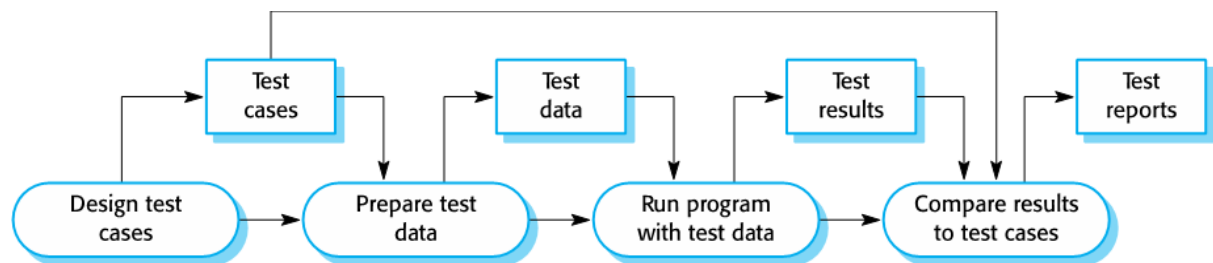 Test
cases
Test
data
Test
results
Test
reports
Design test
cases
Prepare test
data
Run program
with test data
Compare results
to test cases